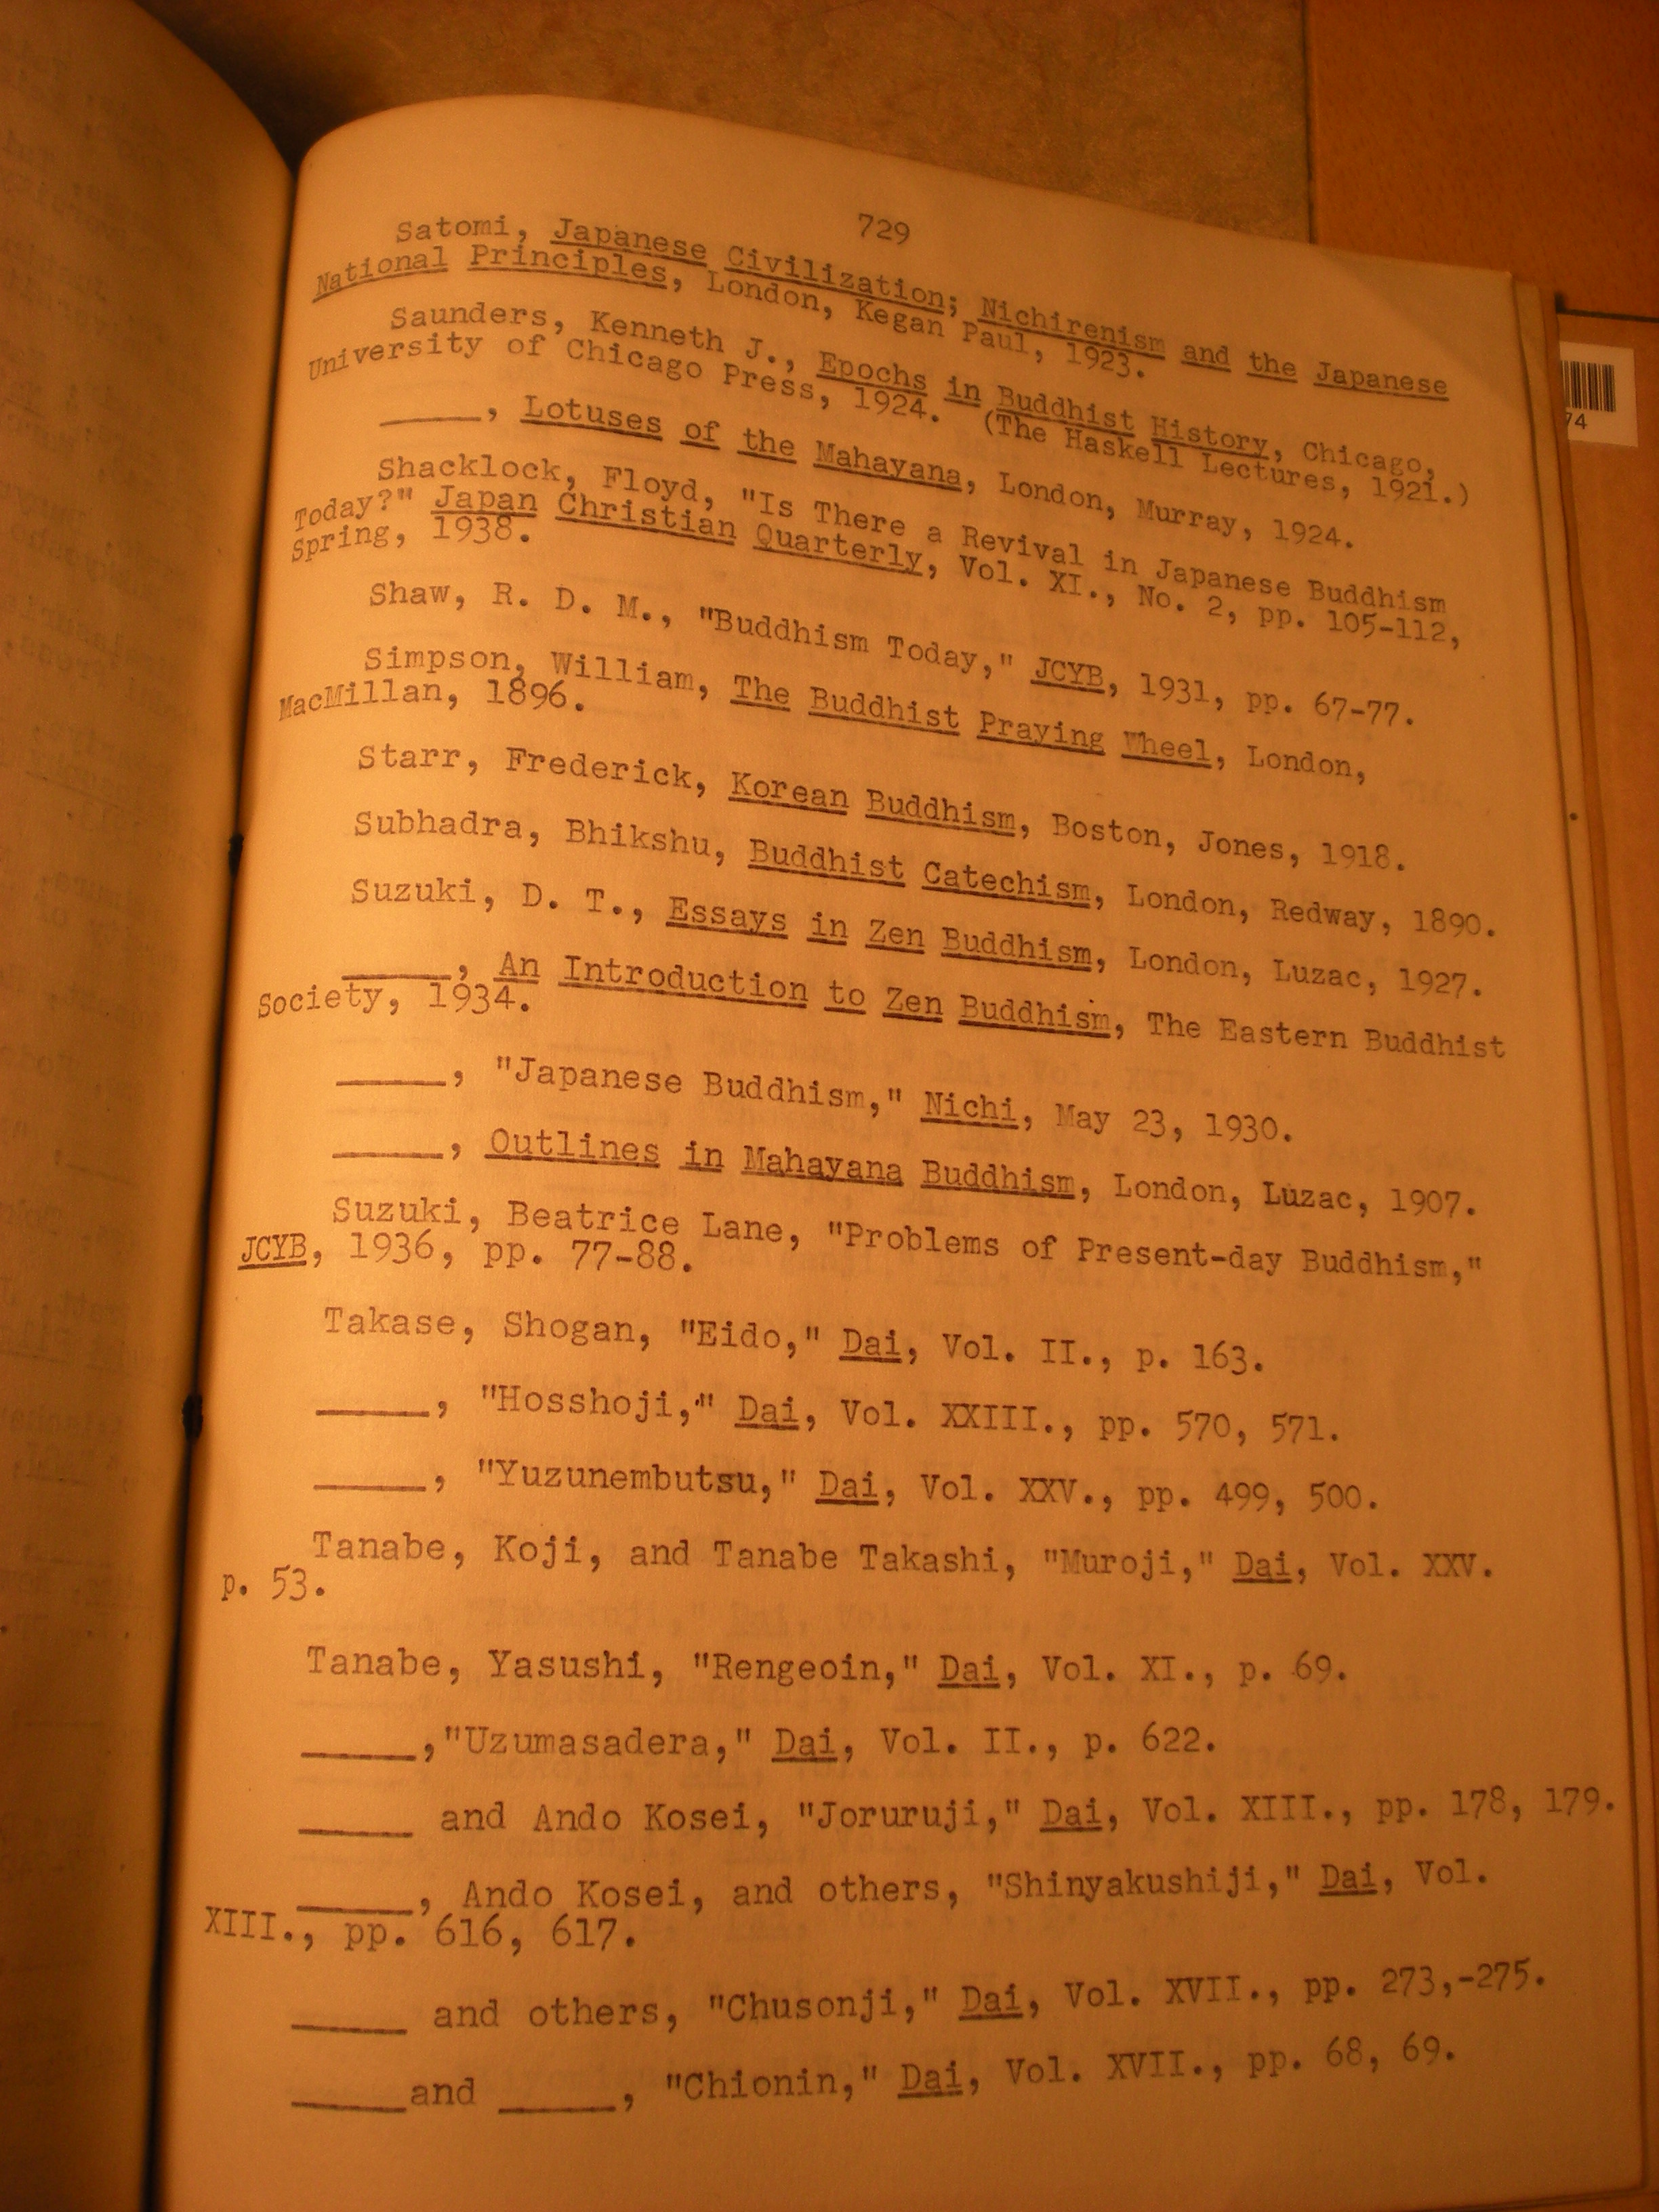 729
Satomi, Japanese Civilization; Nichirenism and the Japanese
National Principles, London, Kegan Paul, 1923.
Saunders, Kenneth J., Epochs in Buddhist History, Chicago,
University of Chicago Press, 1924. (The Haskell Lectures, 1921.)
_____, Lotuses of the Mahayana, London, Murray, 1924.
Shacklock, Floyd, "Is There a Revival in Japanese Buddhism
Today?" Japan Christian Quarterly, Vol. XI., No. 2, pp. 105-112,
Spring, 1938.
Shaw, R. D. M., "Buddhism Today," JCYB, 1931, pp. 67-77.
Simpson, William, The Buddhist Praying Wheel, London,
MacMillan, 1896.
Starr, Frederick, Korean Buddhism, Boston, Jones, 1918.
Subhadra, Bhikshu, Buddhist Catechism, London, Redway, 1890.
Suzuki, D. T., Essays in Zen Buddhism, London, Luzac, 1927.
_____, An Introduction to Zen Buddhism, The Eastern Buddhist
Society, 1934.
_____, "Japanese Buddhism," Nichi, May 23, 1930.
_____, Outlines in Mahayana Buddhism, London, Luzac, 1907.
Suzuki, Beatrice Lane, "Problems of Present-day Buddhism,"
JCYB, 1936, pp. 77-88.
Takase, Shogan, "Eido," Dai, Vol. II., p. 163.
_____, "Hosshoji," Dai, Vol. XXIII., pp. 570, 571.
_____, "Yuzunembutsu," Dai, Vol. XXV., pp. 499, 500.
Tanabe, Koji, and Tanabe Takashi, "Muroji," Dai, Vol. XXV.
p. 53.
Tanabe, Yasushi, "Rengeoin," Dai, Vol. XI., p. 69.
_____,"Uzumasadera," Dai, Vol. II., p. 622.
_____ and Ando Kosei, "Joruruji," Dai, Vol. XIII., pp. 178, 179.
_____, Ando Kosei, and others, "Shinyakushiji," Dai, Vol.
XIII., pp. 616, 617.
_____ and others, "Chusonji," Dai, Vol. XVII., pp. 273,-275.
_____and _____, "Chionin," Dai, Vol. XVII., pp. 68, 69.
74